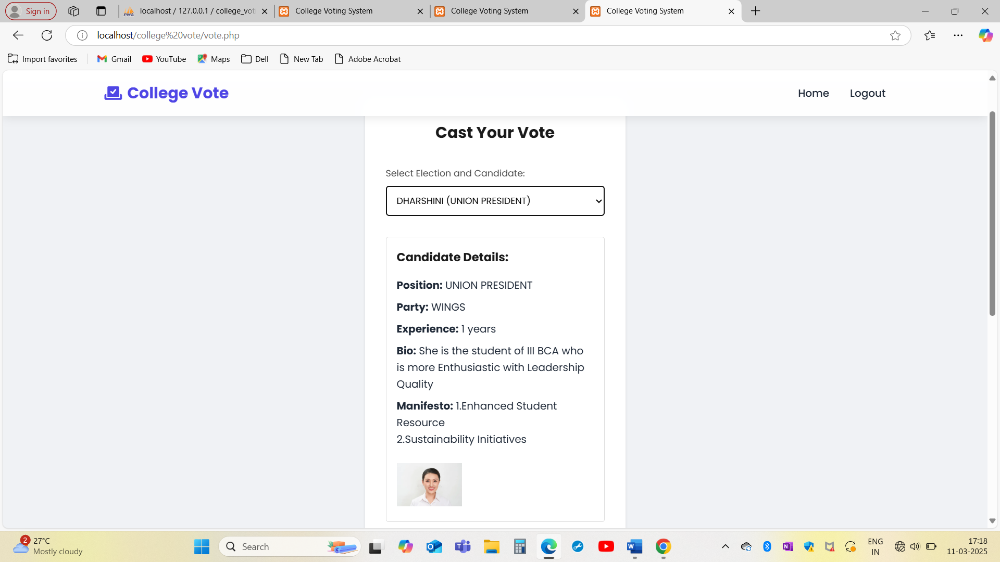 Sign in
localhost / 127.0.0.1 / college_vot
College Voting System
College Voting System
College Voting System
localhost/college%20vote/vote.php
Import favorites
Gmail
YouTube
Maps
Dell
New Tab
Adobe Acrobat
College Vote
Home
Logout
Cast Your Vote
Select Election and Candidate:
DHARSHINI (UNION PRESIDENT)
Candidate Details:
Position: UNION PRESIDENT
Party: WINGS
Experience: 1 years
Bio: She is the student of III BCA who
is more Enthusiastic with Leadership
Quality
Manifesto: 1.Enhanced Student
Resource
2.Sustainability Initiatives
2
27°C
Mostly cloudy
Search
ENG
IN
17:18
11-03-2025